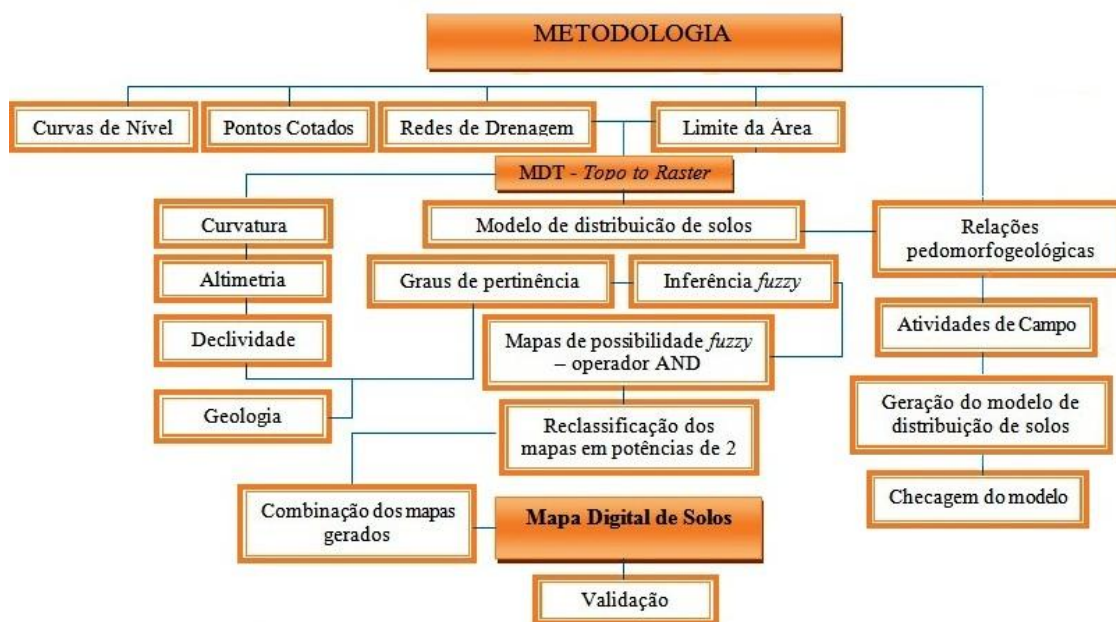 METODOLOGIA
Curvas de Nível
Pontos Cotados
Redes de Drenagem
Limite da Área
MDT - Topo to Raster
Curvatura
Modelo de distribuicão de solos
Relações
pedomorfogeológicas
Altimetria
Graus de pertinência
Inferência fuzzy
Declividade
Mapas de possibilidade fuzzy
– operador AND
Atividades de Campo
Geologia
Reclassificação dos
mapas em potências de 2
Geração do modelo de
distribuição de solos
Combinação dos mapas
gerados
Mapa Digital de Solos
Checagem do modelo
Validação